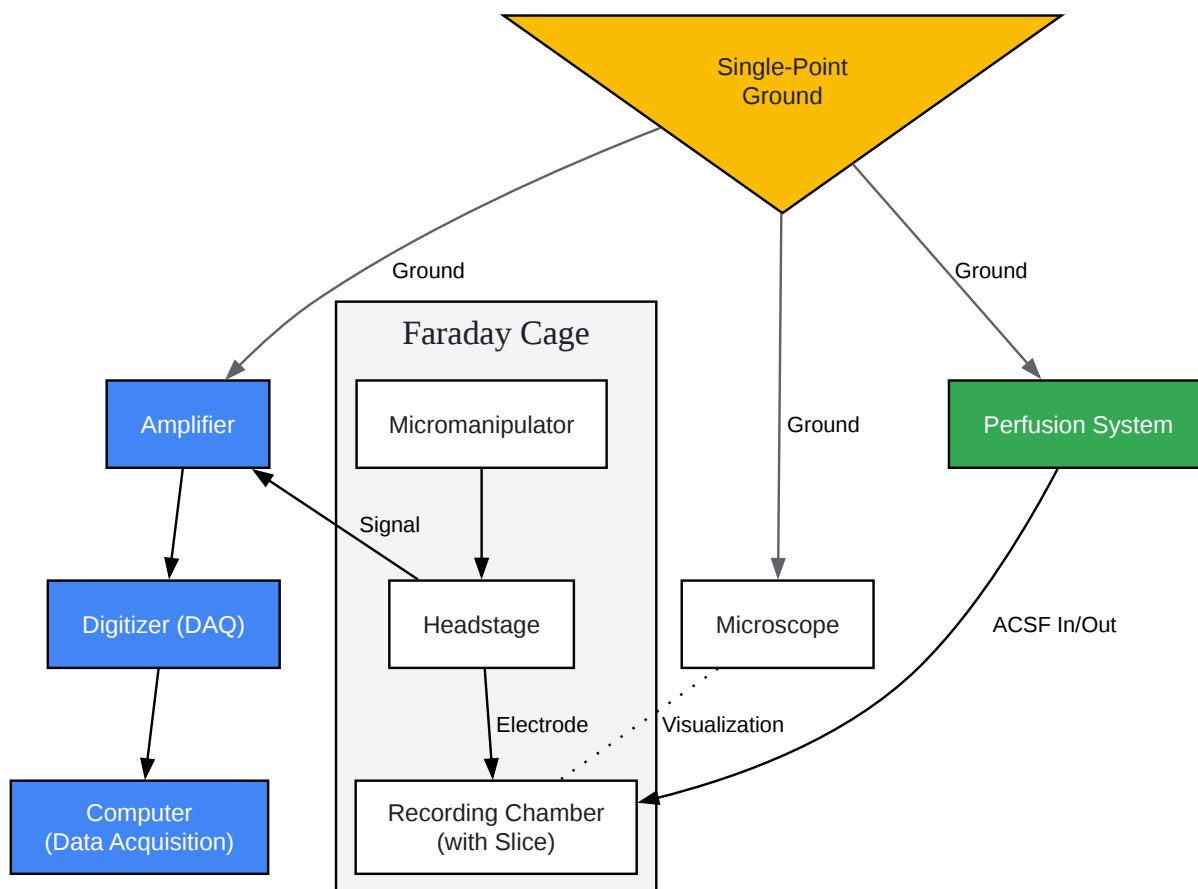 Single-Point
Ground
Ground
Ground
Faraday Cage
Amplifier
Micromanipulator
Ground
Perfusion System
Signal
Digitizer (DAQ)
Headstage
Microscope
ACSF In/Out
Electrode
Visualization
Computer
(Data Acquisition)
Recording Chamber
(with Slice)